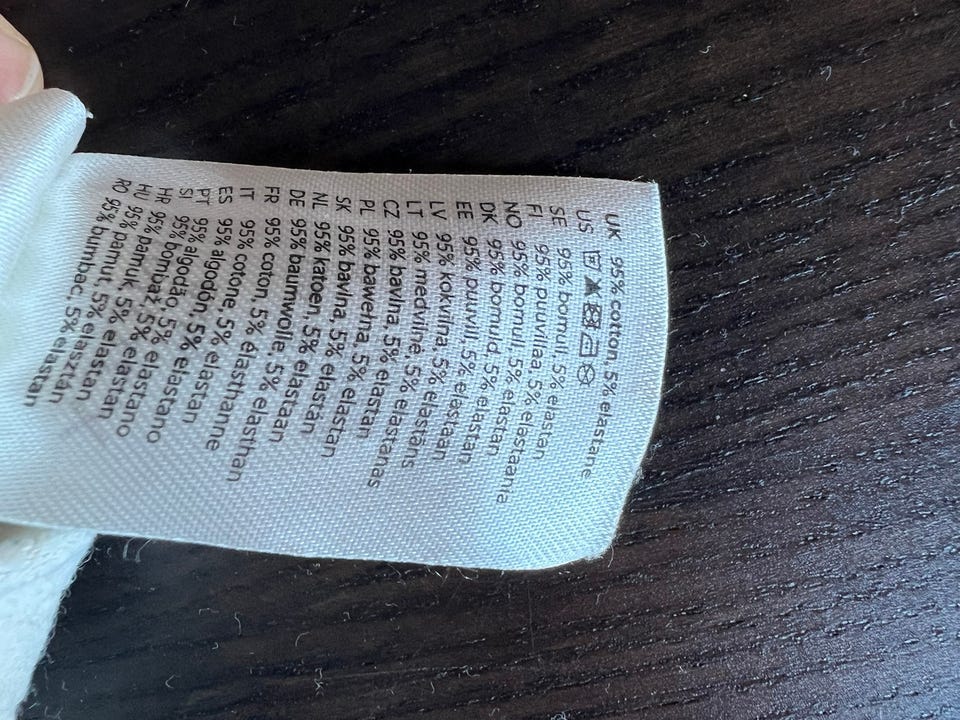 UK 95% cotton, 5% elastane
US
SE 95% bomull, 5% elastan
FI 95% puuvilla, 5% elastaania
NO 95% bomull, 5% elastan
DK 95% bomuld, 5% elastan
EE 95% puuvill, 5% elastaan
LV 95% kokvilna, 5% elastāns
LT 95% medvilnė, 5% elastanas
CZ 95% bavlna, 5% elastan
PL 95% bawełna, 5% elastan
SK 95% bavlna, 5% elastan
NL 95% katoen, 5% elastaan
DE 95% baumwolle, 5% elasthan
FR 95% coton, 5% élasthanne
IT 95% cotone, 5% elastan
ES 95% algodón, 5% elastano
PT 95% algodão, 5% elastano
SI 95% bombaž, 5% elastan
HR 95% pamuk, 5% elastan
HU 95% pamut, 5% elasztán
RO 95% bumbac, 5% elastan